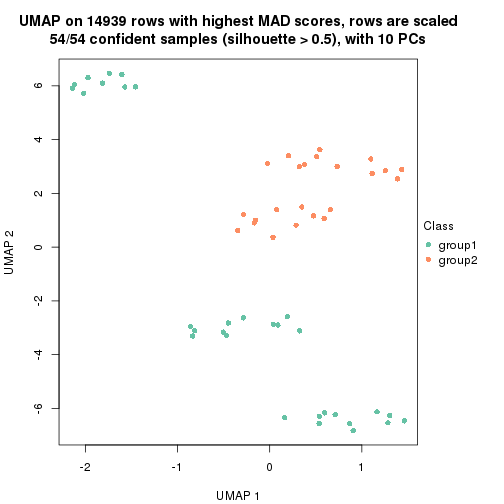 UMAP on 14939 rows with highest MAD scores, rows are scaled
54/54 confident samples (silhouette > 0.5), with 10 PCs
6
4
2
0
-2
-4
-6
UMAP 2
-2
-1
0
1
UMAP 1
Class
group1
group2